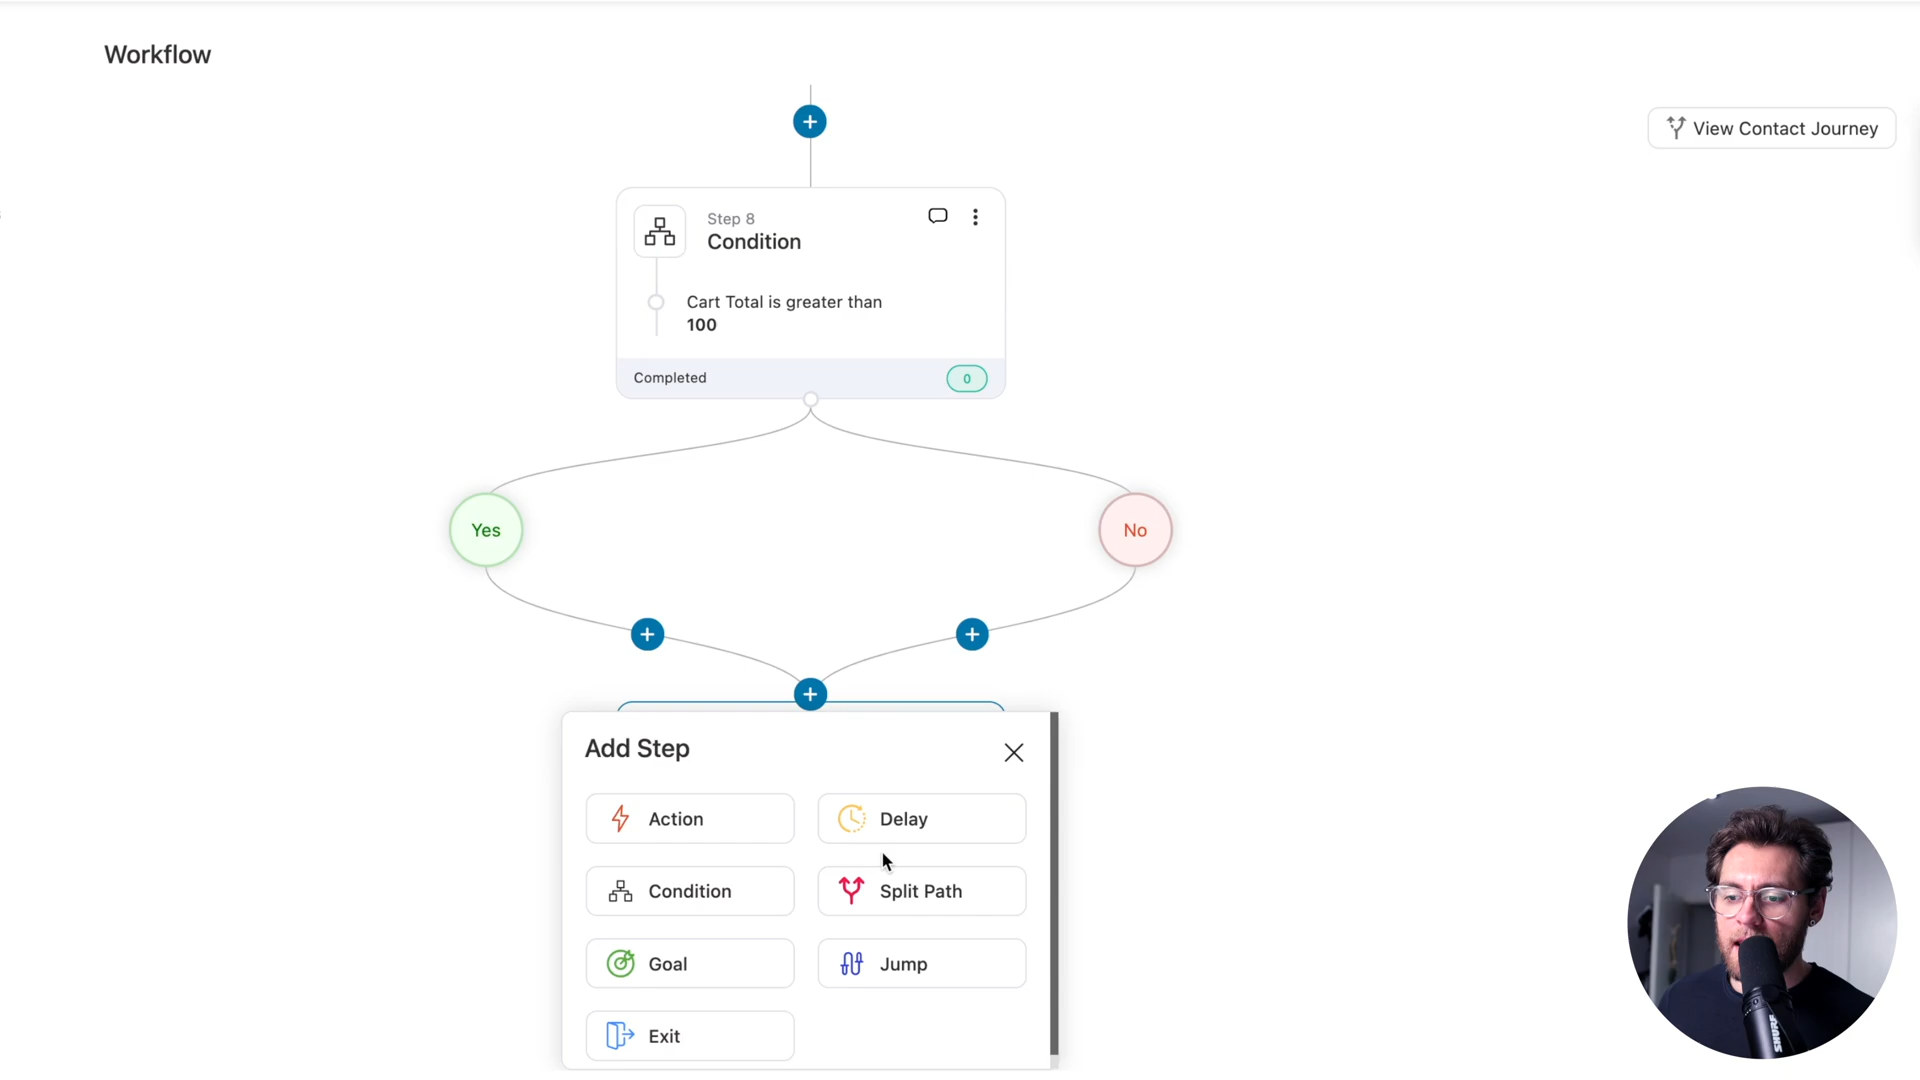 Workflow
View Contact Journey
Step 8
Condition
Cart Total is greater than
100
Completed
0
Yes
No
Add Step
Action
Delay
Condition
Split Path
Goal
Jump
Exit
SHURE